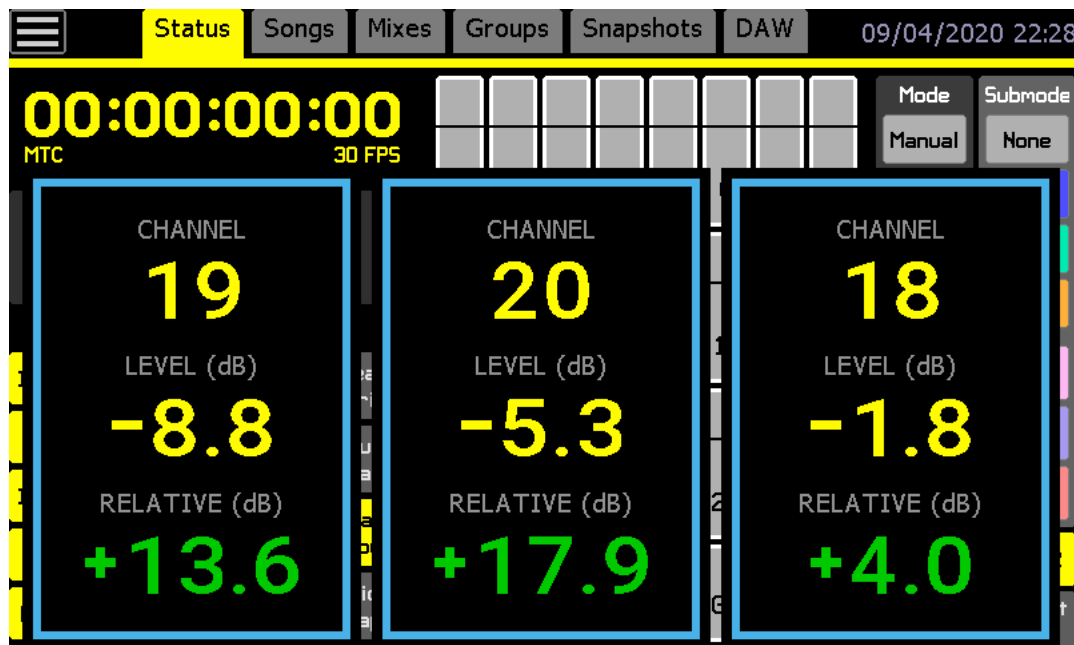 Status Songs Mixes Groups Snapshots DAW 09/04/2020 22:28
00:00:00:00
MTC 30 FPS
Mode Submode
Manual None
CHANNEL CHANNEL CHANNEL
19 20 18
LEVEL (dB) LEVEL (dB) LEVEL (dB)
-8.8 -5.3 -1.8
RELATIVE (dB) RELATIVE (dB) RELATIVE (dB)
+13.6 +17.9 +4.0